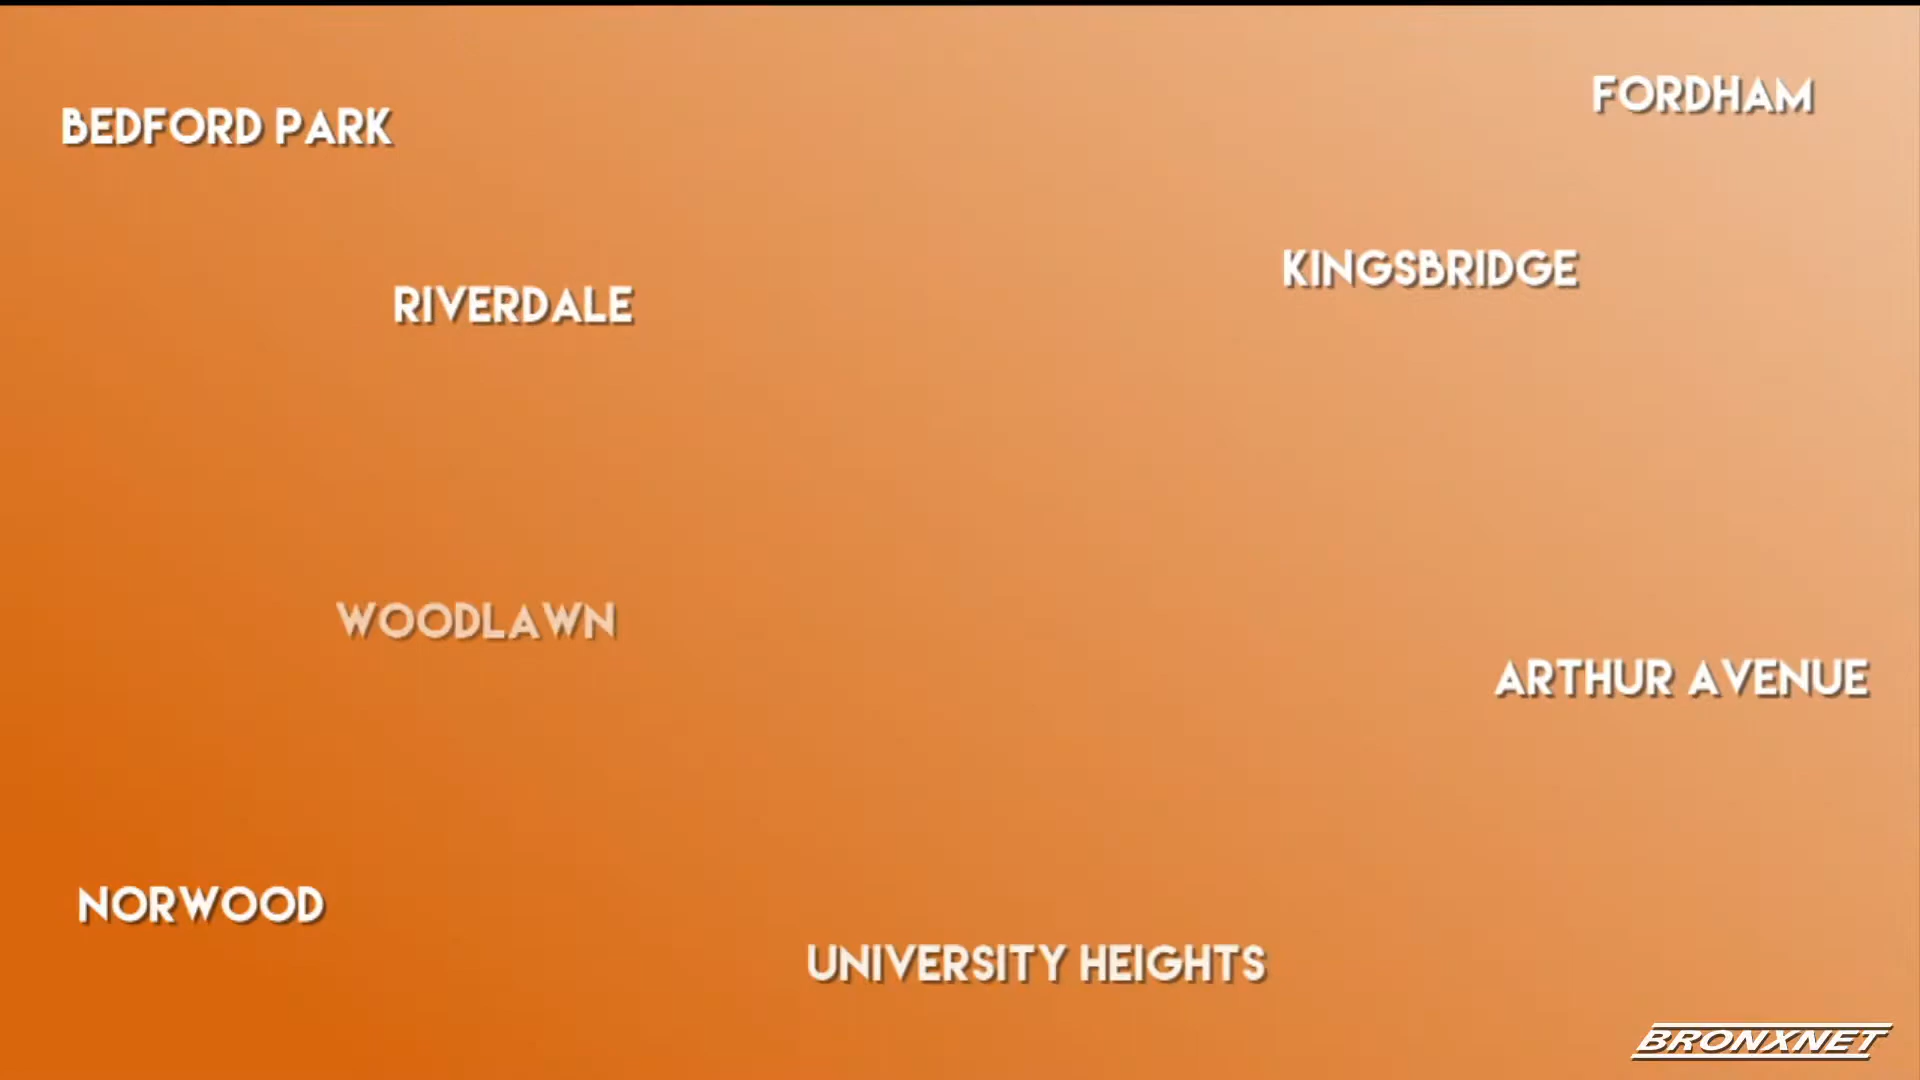 FORDHAM
BEDFORD PARK
KINGSBRIDGE
RIVERDALE
WOODLAWN
ARTHUR AVENUE
NORWOOD
UNIVERSITY HEIGHTS
BRONXNET